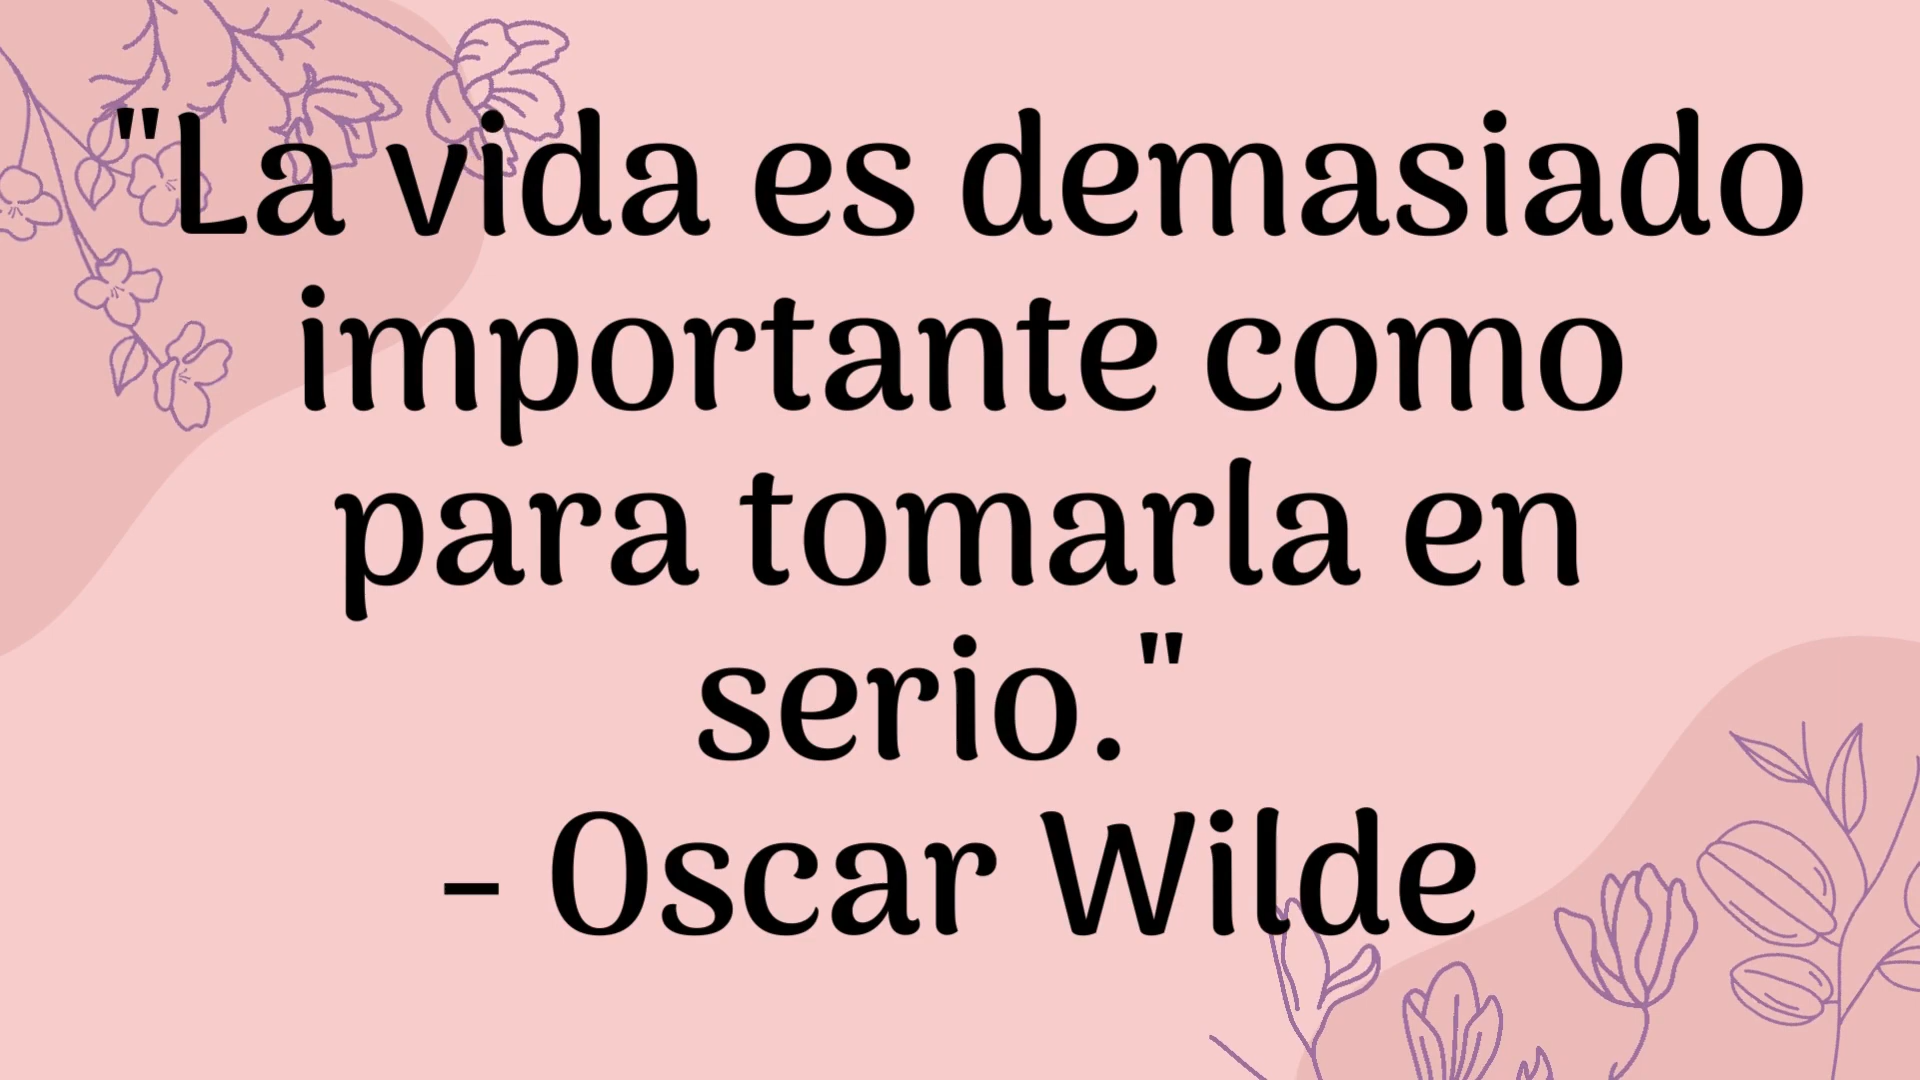 "La vida es demasiado
importante como
para tomarla en
serio."
- Oscar Wilde